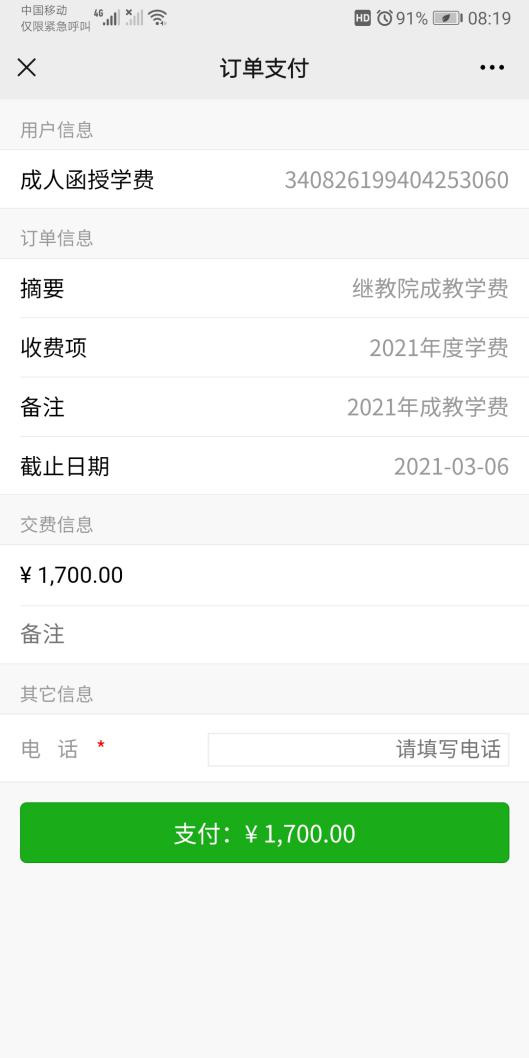 中国移动
仅限紧急呼叫
4G
HD
91%
08:19
订单支付
用户信息
成人函授学费 340826199404253060
订单信息
摘要 继教院成教学费
收费项 2021年度学费
备注 2021年成教学费
截止日期 2021-03-06
交费信息
¥ 1,700.00
备注
其它信息
电 话 * 请填写电话
支付：¥ 1,700.00